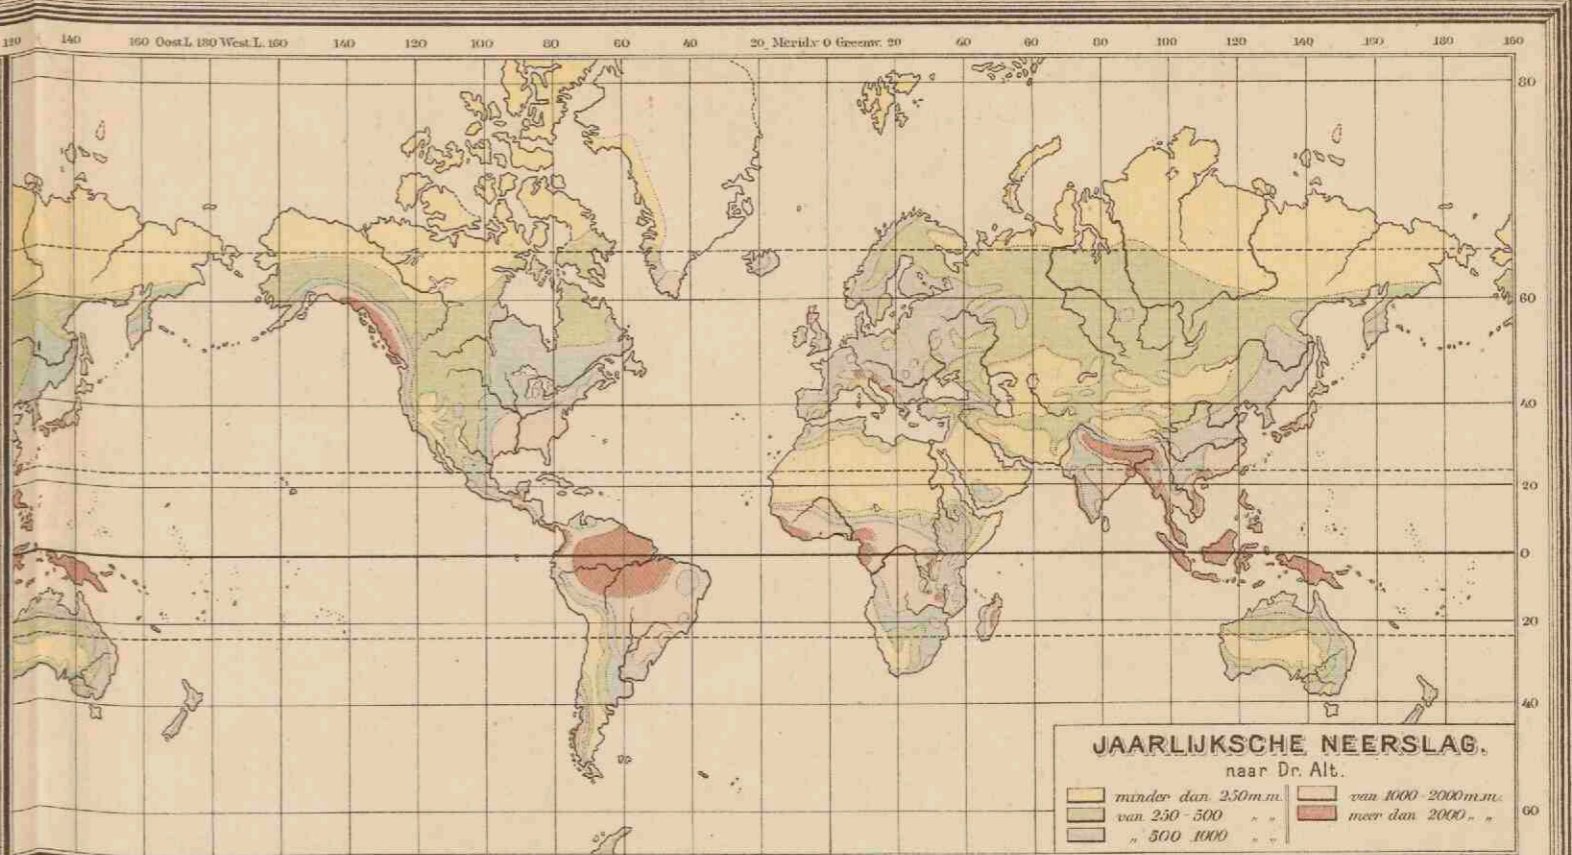 120 140 160 Oost.L. 180 West.L. 160 140 120 100 80 60 40 20 Merid. v 0 Greenw. 20 40 60 80 100 120 140 160 180 160
80
60
40
20
0
20
40
60
JAARLIJKSCHE NEERSLAG.
naar Dr. Alt.
minder dan 250 m.m.
van 250-500 „ „
„ 500 1000 „ „
van 1000-2000 m.m.
meer dan 2000 „ „